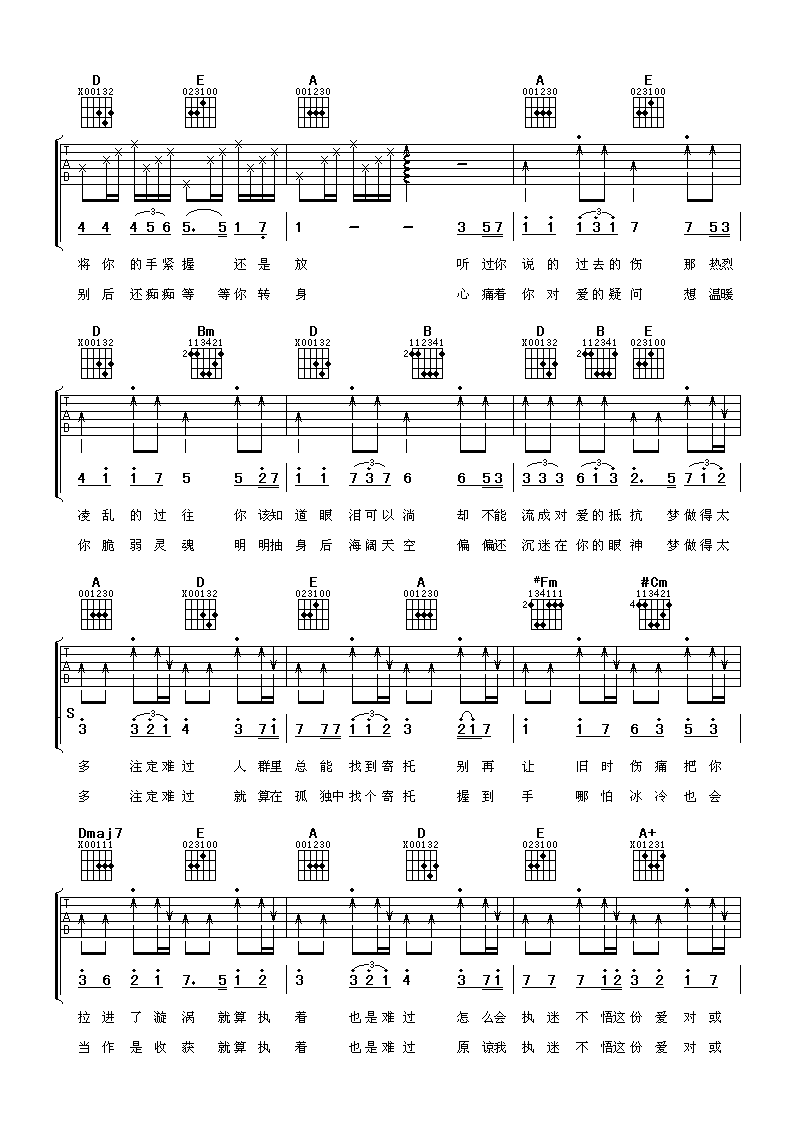 D E A A E
X00132 023100 001230 001230 023100
T A B
3 3
4 4 4 5 6 5. 5 1 7 1 - - 3 5 7 1 1 1 3 1 7 7 5 3
将你的手紧握 还是放 听过你说的过去的伤 那热烈
别后还痴痴等 等你转身 心痛着你对爱的疑问 想温暖
D Bm D B D B E
X00132 113421 X00132 112341 X00132 112341 023100
2 2 2
T A B
3 3 3 3
4 1 1 7 5 5 2 7 1 1 7 3 7 6 6 5 3 3 3 3 6 1 3 2. 5 7 1 2
凌乱的过往 你该知道眼泪可以淌 却不能流成对爱的抵抗 梦做得太
你脆弱灵魂 明明抽身后海阔天空 偏偏还沉迷在你的眼神 梦做得太
A D E A #Fm #Cm
001230 X00132 023100 001230 134111 113421
2 4
T A B
S
3 3
3 3 2 1 4 3 7 1 7 7 7 1 1 2 3 2 1 7 1 1 7 6 3 5 3
多 注定难过 人群里总能找到寄托 别再让 旧时伤痛把你
多 注定难过 就算在孤独中找个寄托 握到手 哪怕冰冷也会
Dmaj7 E A D E A+
X00111 023100 001230 X00132 023100 X01231
T A B
3
3 6 2 1 7. 5 1 2 3 3 2 1 4 3 7 1 7 7 7 1 2 3 2 1 7
拉进了漩涡 就算执着 也是难过 怎么会执迷不悟这份爱对或
当作是收获 就算执着 也是难过 原谅我执迷不悟这份爱对或